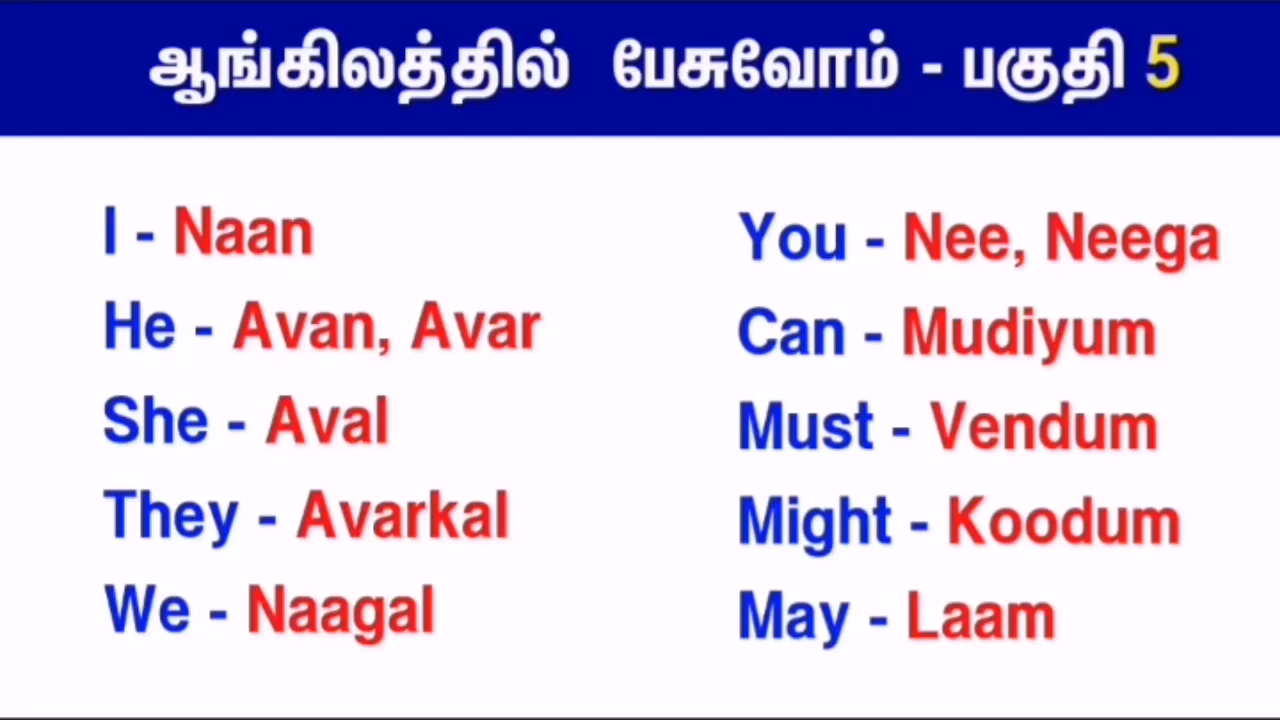 ஆங்கிலத்தில் பேசுவோம் - பகுதி 5
I - Naan
He - Avan, Avar
She - Aval
They - Avarkal
We - Naagal
You - Nee, Neega
Can - Mudiyum
Must - Vendum
Might - Koodum
May - Laam